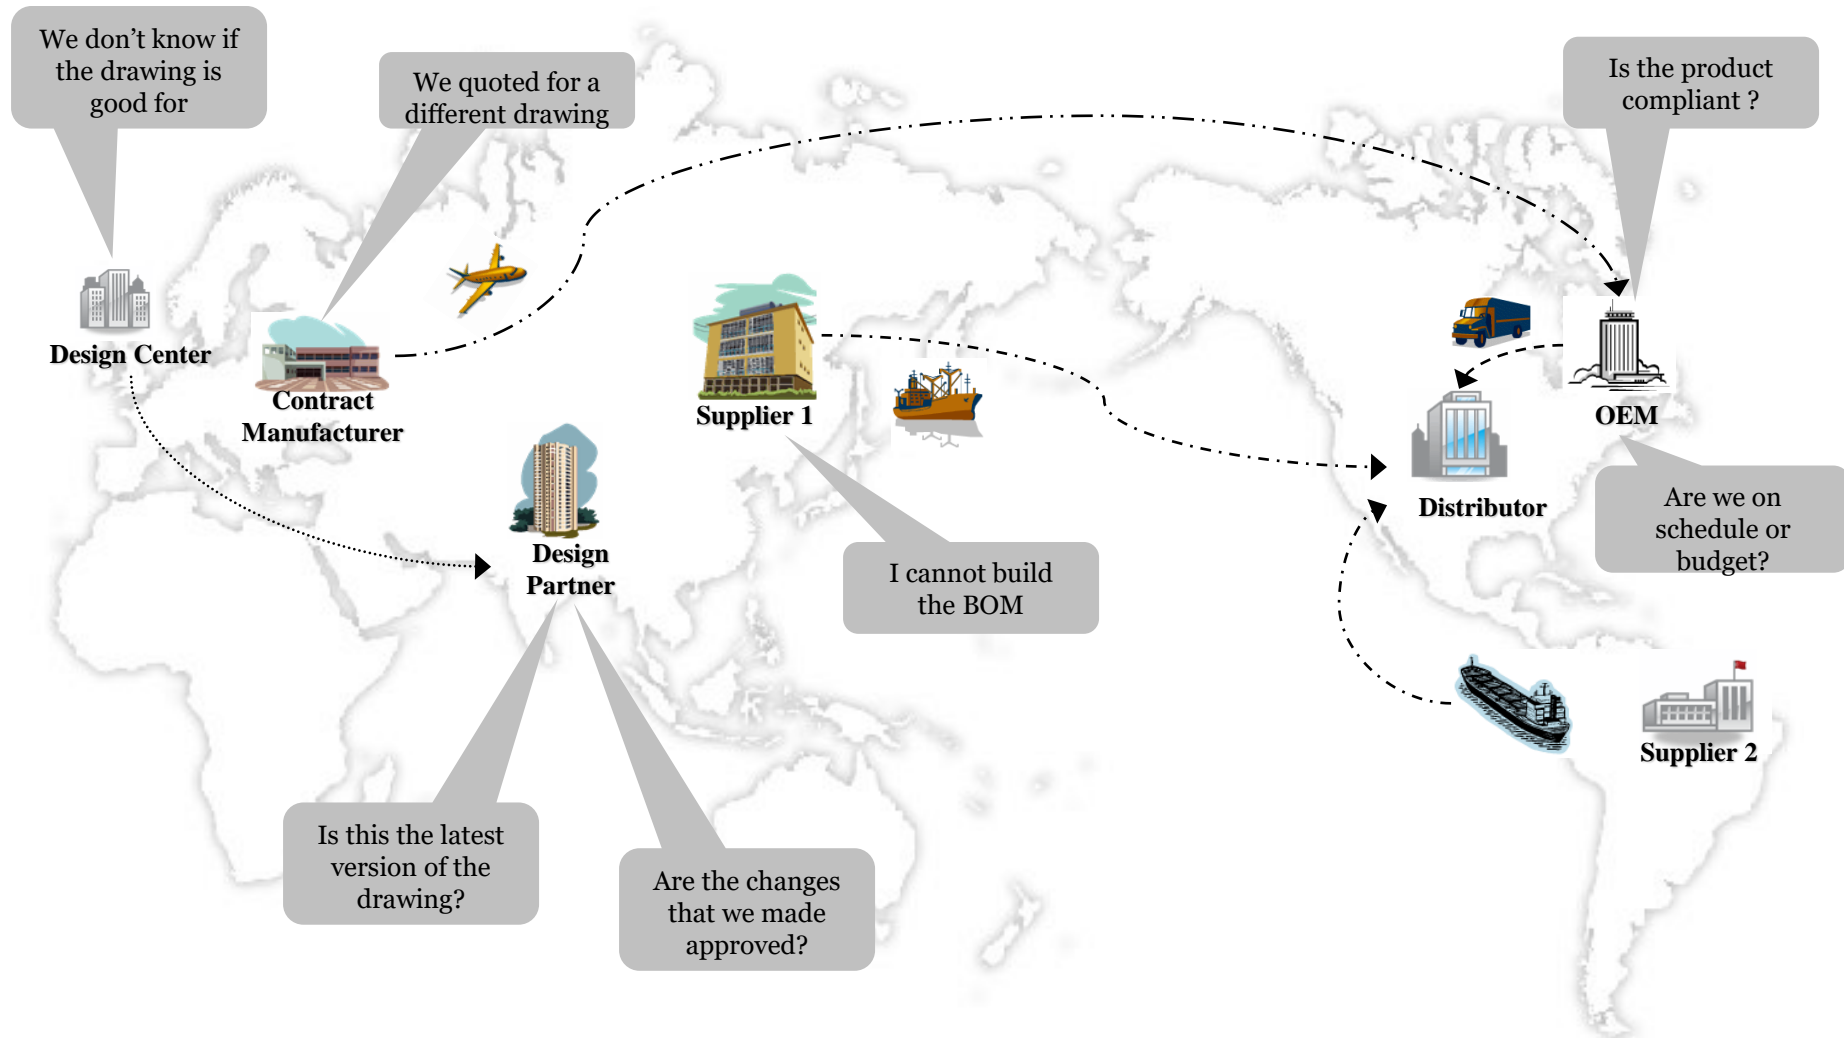 We don’t know if
the drawing is
good for
We quoted for a
different drawing
Is the product
compliant ?
Design Center
Contract
Manufacturer
Supplier 1
OEM
Distributor
Design
Partner
Are we on
schedule or
budget?
I cannot build
the BOM
Supplier 2
Is this the latest
version of the
drawing?
Are the changes
that we made
approved?